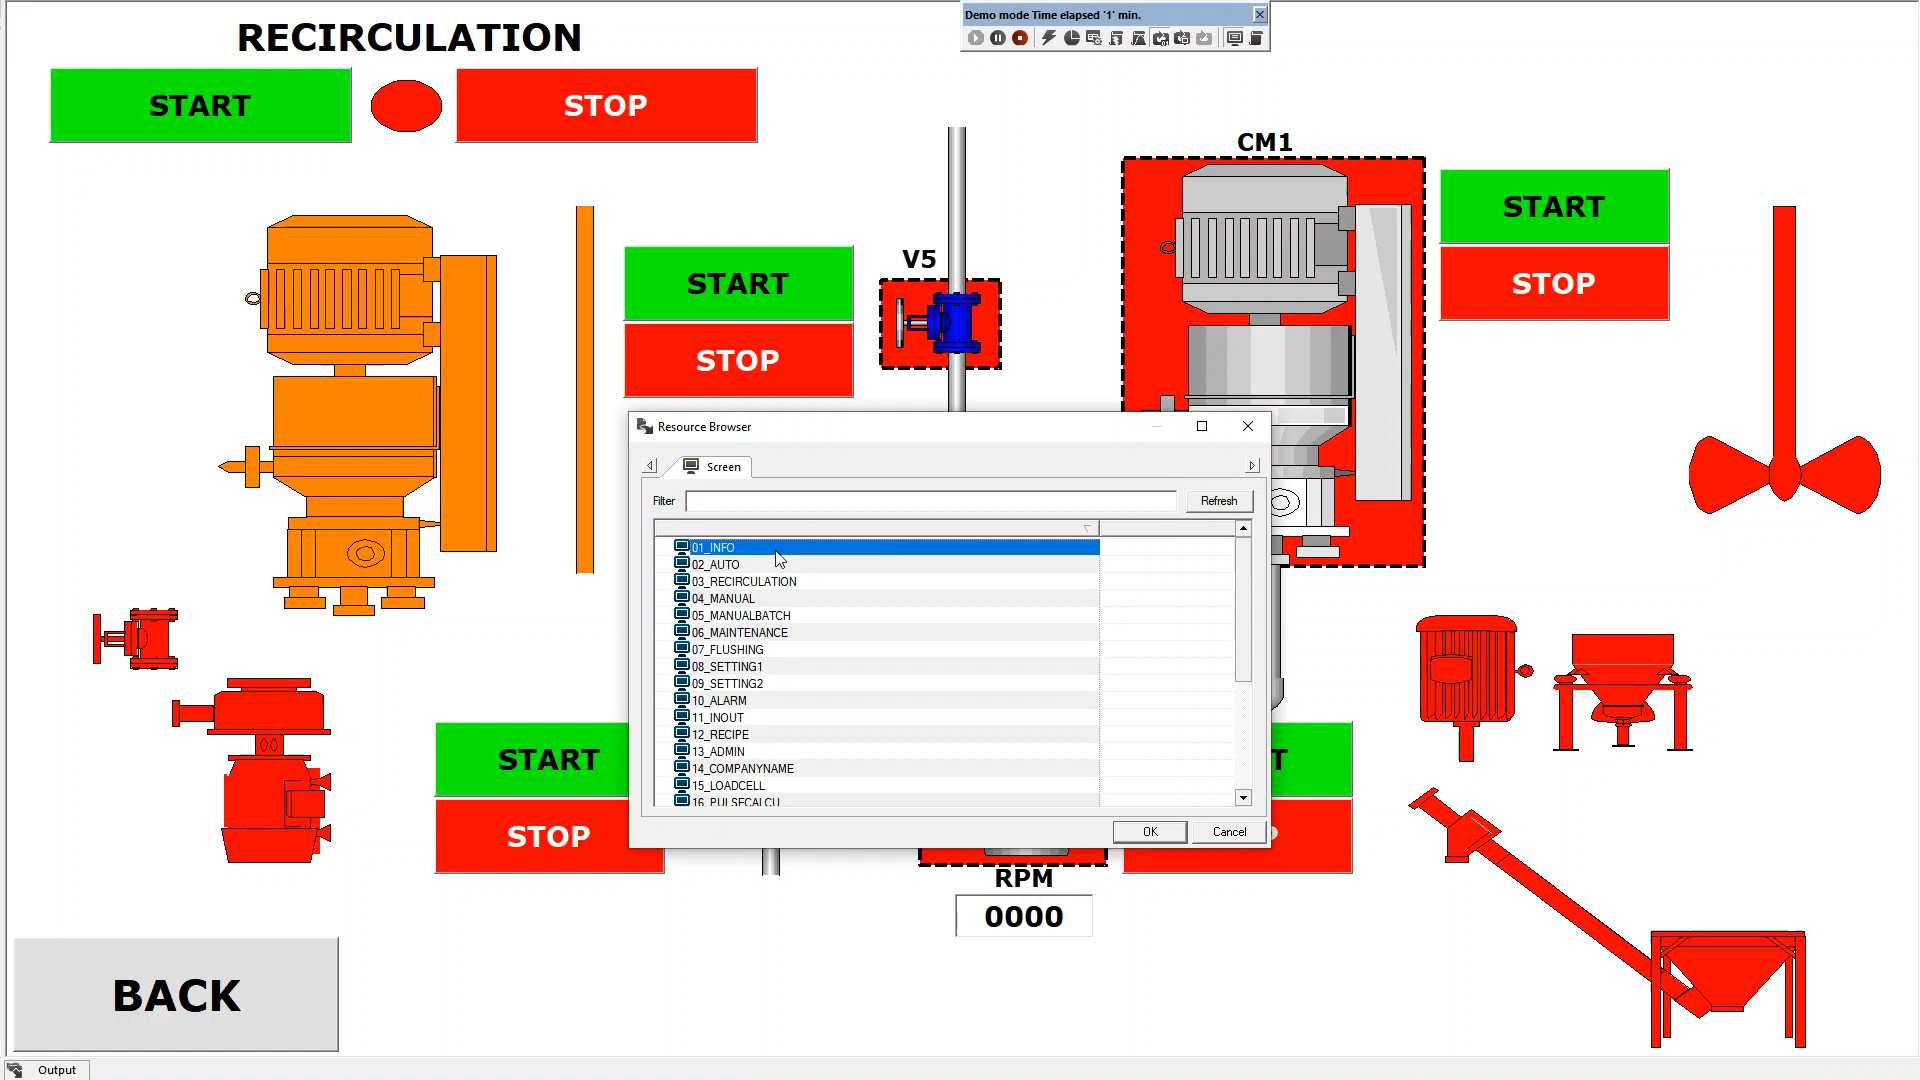 Demo mode Time elapsed '1' min.
RECIRCULATION
START
STOP
CM1
START
STOP
V5
START
STOP
Resource Browser
Screen
Filter
Refresh
01_INFO
02_AUTO
03_RECIRCULATION
04_MANUAL
05_MANUALBATCH
06_MAINTENANCE
07_FLUSHING
08_SETTING1
09_SETTING2
10_ALARM
11_INOUT
12_RECIPE
13_ADMIN
14_COMPANYNAME
15_LOADCELL
16_PULSECALCU
OK
Cancel
START
STOP
T
P
RPM
0000
BACK
Output